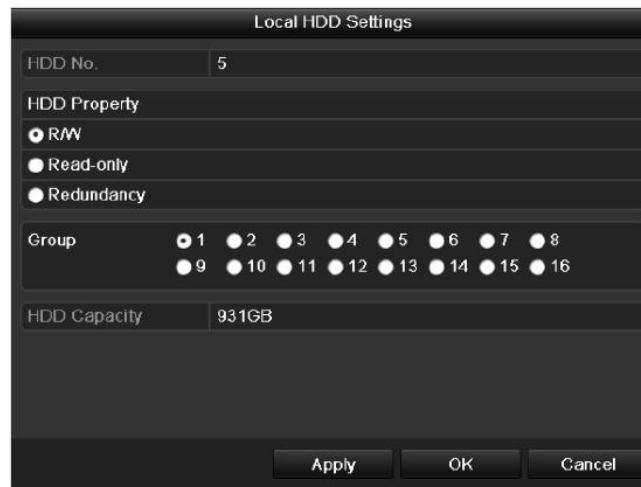 Local HDD Settings
HDD No. 5
HDD Property
R/W
Read-only
Redundancy
Group 1 2 3 4 5 6 7 8
9 10 11 12 13 14 15 16
HDD Capacity 931GB
Apply OK Cancel